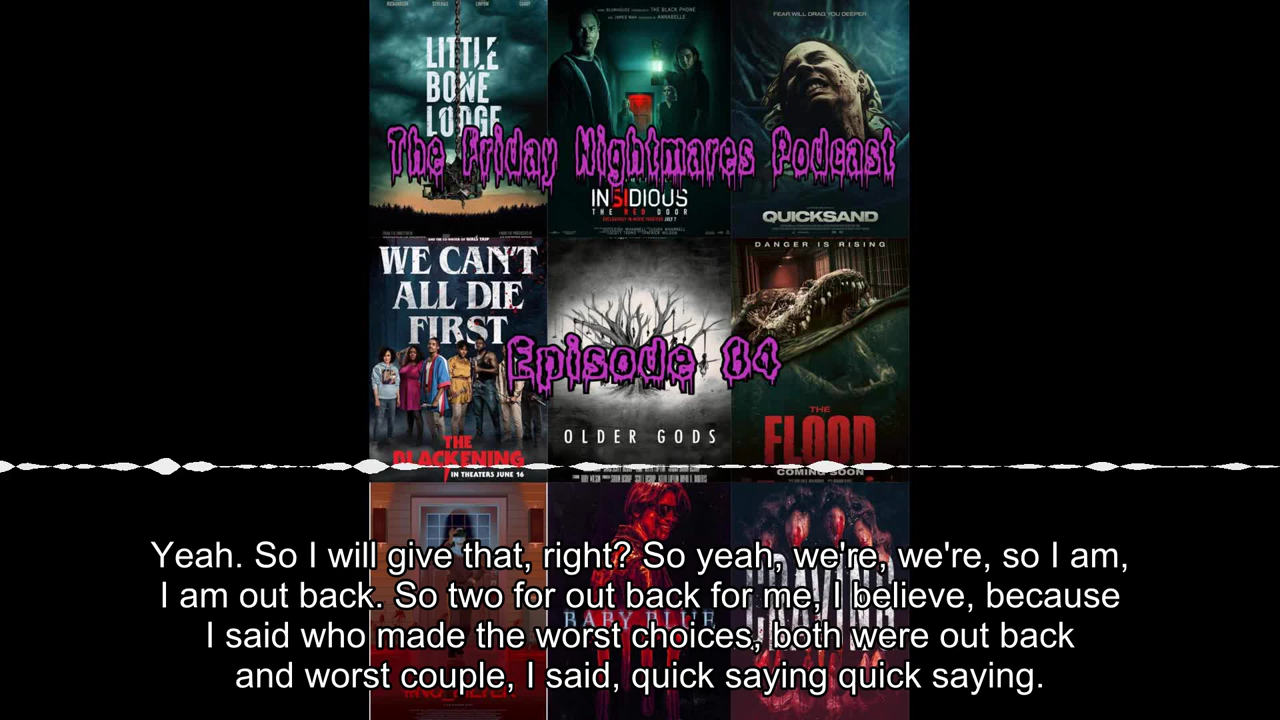 LITTLE
BONE
LODGE
FEAR WILL DRAG YOU DEEPER
The Friday Nightmares Podcast
INSIDIOUS
THE RED DOOR
QUICKSAND
WE CAN'T
ALL DIE
FIRST
DANGER IS RISING
Episode 64
OLDER GODS
THE
FLOOD
COMING SOON
THE
BLACKENING
IN THEATERS JUNE 16
BABY BLUE
Yeah. So I will give that, right? So yeah, we're, we're, so I am,
I am out back. So two for out back for me, I believe, because
I said who made the worst choices, both were out back
and worst couple, I said, quick saying quick saying.